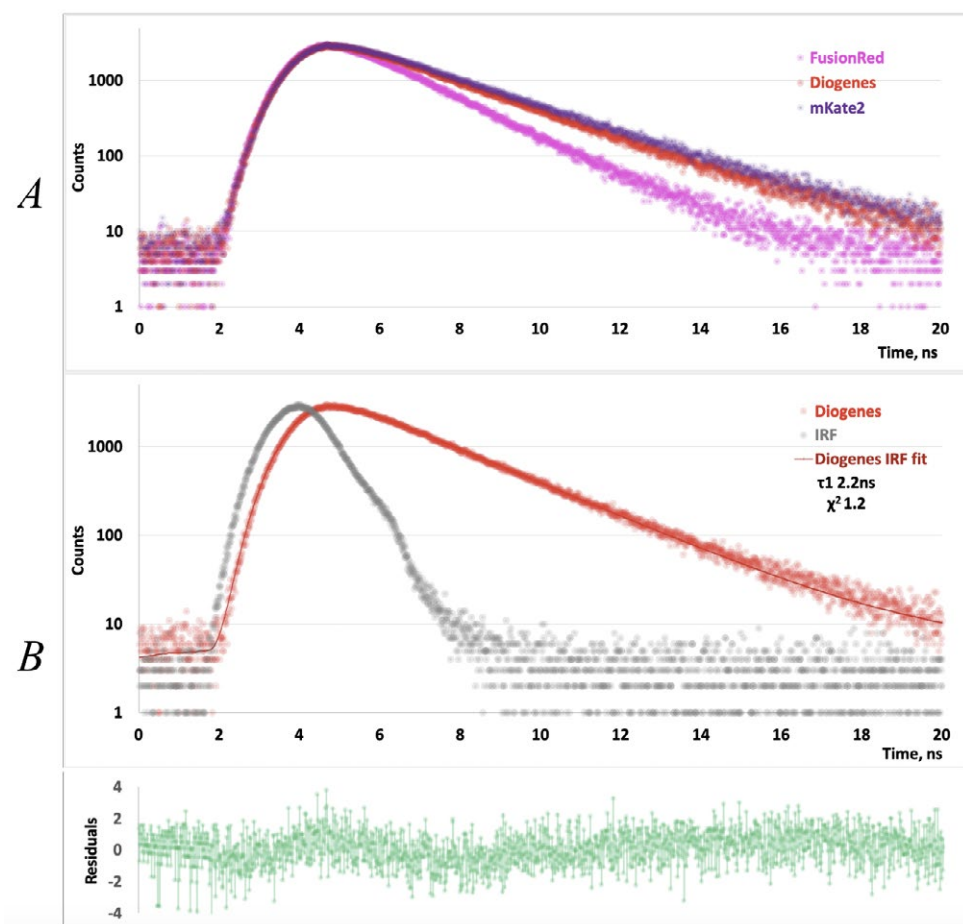 A
Counts
1000
100
10
1
FusionRed
Diogenes
mKate2
0 2 4 6 8 10 12 14 16 18 20
Time, ns
B
Counts
1000
100
10
1
Diogenes
IRF
Diogenes IRF fit
τ1 2.2ns
χ² 1.2
0 2 4 6 8 10 12 14 16 18 20
Time, ns
Residuals
4
2
0
-2
-4